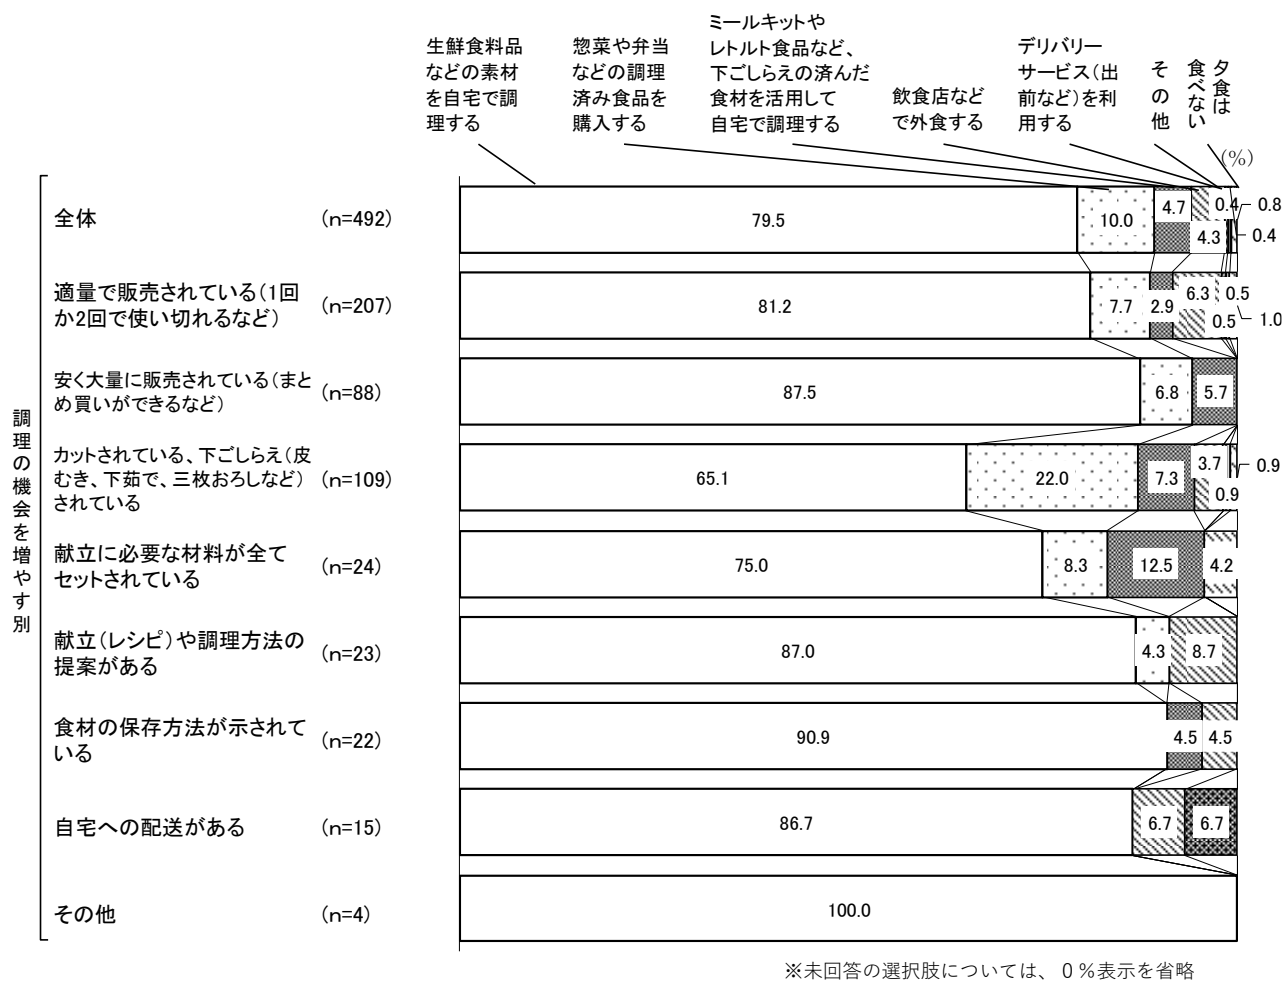 生鮮食料品
などの素材
を自宅で調
理する
惣菜や弁当
などの調理
済み食品を
購入する
ミールキットや
レトルト食品など、
下ごしらえの済んだ
食材を活用して
自宅で調理する
飲食店など
で外食する
デリバリー
サービス(出
前など)を利
用する
その他
夕食は
食べない
(%)
調理の機会を増やす別
全体 (n=492) 79.5 10.0 4.7 4.3 0.4 0.8 0.4
適量で販売されている(1回
か2回で使い切れるなど) (n=207) 81.2 7.7 2.9 6.3 0.5 0.5 1.0
安く大量に販売されている(まと
め買いができるなど) (n=88) 87.5 6.8 5.7
カットされている、下ごしらえ(皮
むき、下茹で、三枚おろしなど)
されている (n=109) 65.1 22.0 7.3 3.7 0.9 0.9
献立に必要な材料が全て
セットされている (n=24) 75.0 8.3 12.5 4.2
献立(レシピ)や調理方法の
提案がある (n=23) 87.0 4.3 8.7
食材の保存方法が示されて
いる (n=22) 90.9 4.5 4.5
自宅への配送がある (n=15) 86.7 6.7 6.7
その他 (n=4) 100.0
※未回答の選択肢については、0%表示を省略